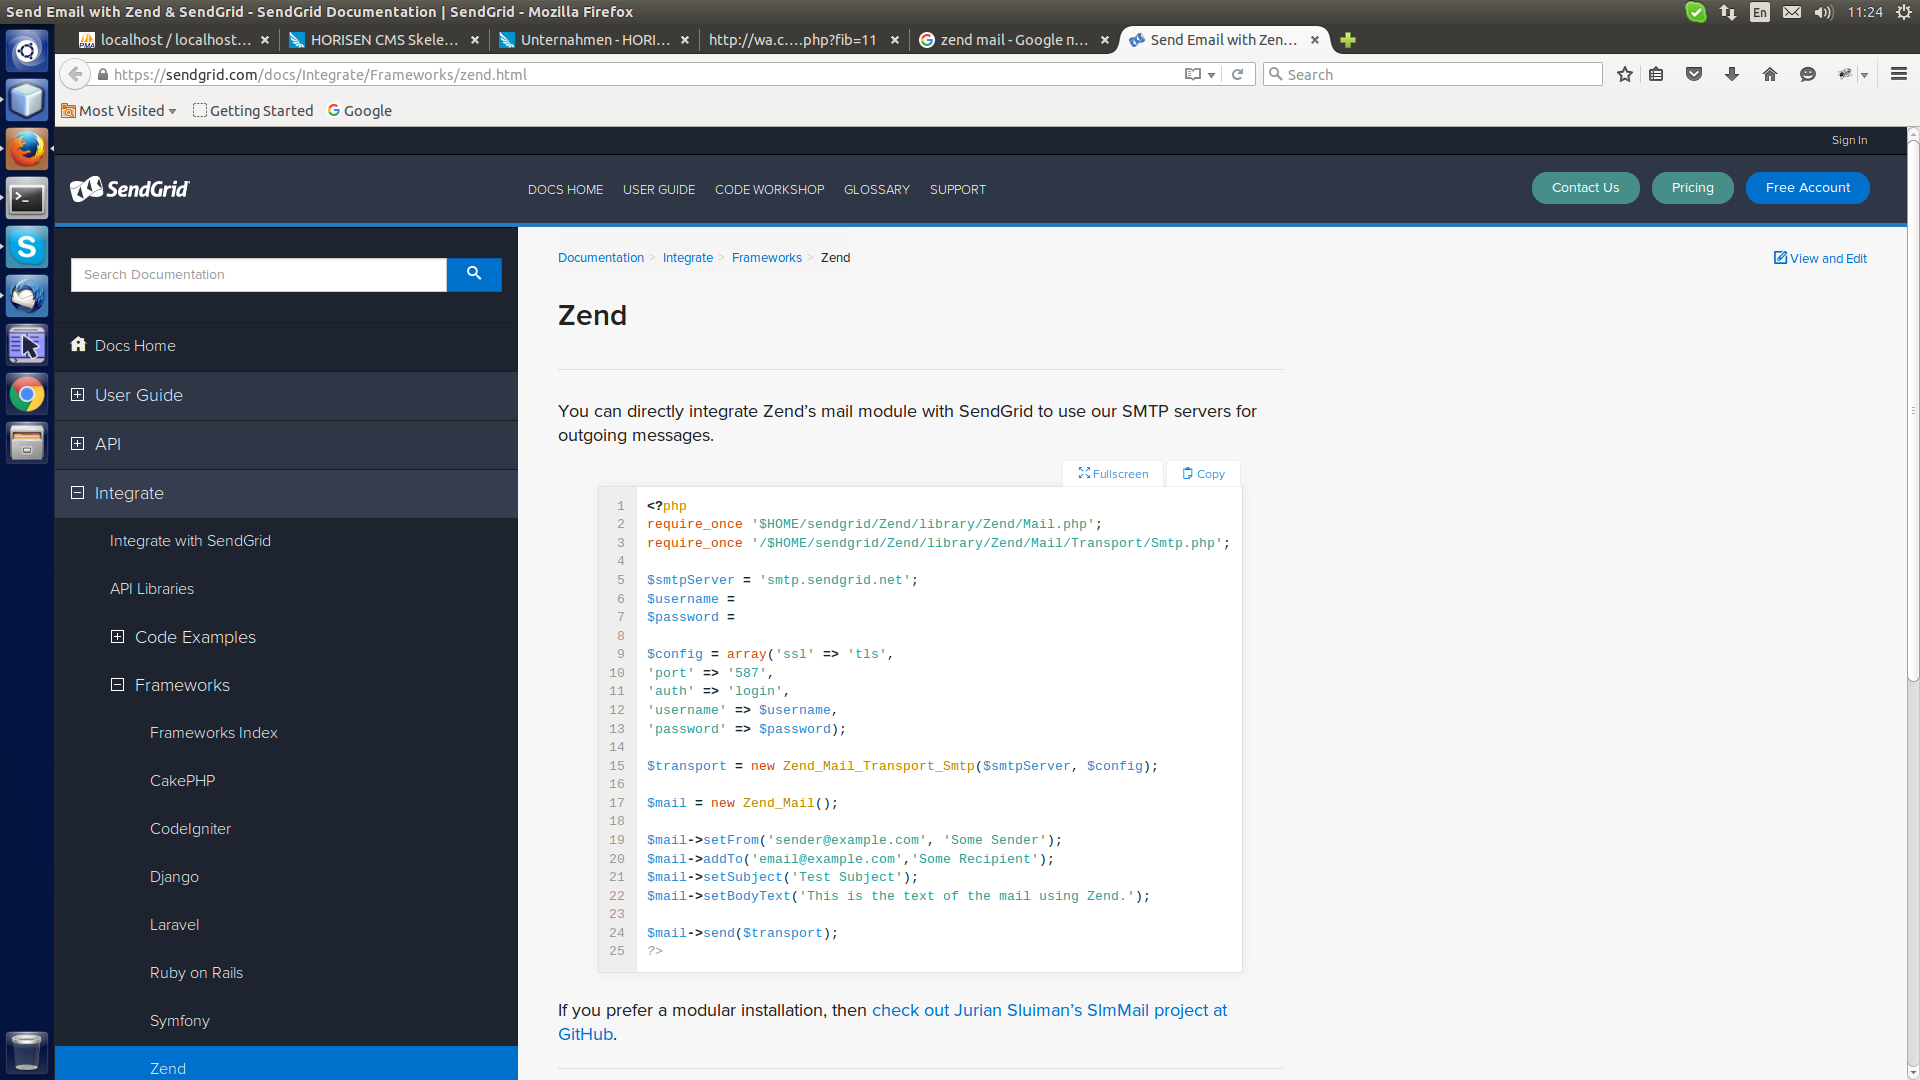 Send Email with Zend & SendGrid - SendGrid Documentation | SendGrid - Mozilla Firefox
En
11:24
localhost / localhost...
HORISEN CMS Skele...
Unternahmen - HORI...
http://wa.c....php?fib=11
zend mail - Google п...
Send Email with Zen...
https://sendgrid.com/docs/Integrate/Frameworks/zend.html
Search
Most Visited
Getting Started
Google
Sign In
SendGrid
DOCS HOME
USER GUIDE
CODE WORKSHOP
GLOSSARY
SUPPORT
Contact Us
Pricing
Free Account
Search Documentation
Docs Home
User Guide
API
Integrate
Integrate with SendGrid
API Libraries
Code Examples
Frameworks
Frameworks Index
CakePHP
CodeIgniter
Django
Laravel
Ruby on Rails
Symfony
Zend
Documentation > Integrate > Frameworks > Zend
View and Edit
Zend
You can directly integrate Zend’s mail module with SendGrid to use our SMTP servers for
outgoing messages.
Fullscreen
Copy
1 <?php
2 require_once '$HOME/sendgrid/Zend/library/Zend/Mail.php';
3 require_once '/$HOME/sendgrid/Zend/library/Zend/Mail/Transport/Smtp.php';
4
5 $smtpServer = 'smtp.sendgrid.net';
6 $username =
7 $password =
8
9 $config = array('ssl' => 'tls',
10 'port' => '587',
11 'auth' => 'login',
12 'username' => $username,
13 'password' => $password);
14
15 $transport = new Zend_Mail_Transport_Smtp($smtpServer, $config);
16
17 $mail = new Zend_Mail();
18
19 $mail->setFrom('sender@example.com', 'Some Sender');
20 $mail->addTo('email@example.com','Some Recipient');
21 $mail->setSubject('Test Subject');
22 $mail->setBodyText('This is the text of the mail using Zend.');
23
24 $mail->send($transport);
25 ?>
If you prefer a modular installation, then check out Jurian Sluiman’s SlmMail project at
GitHub.